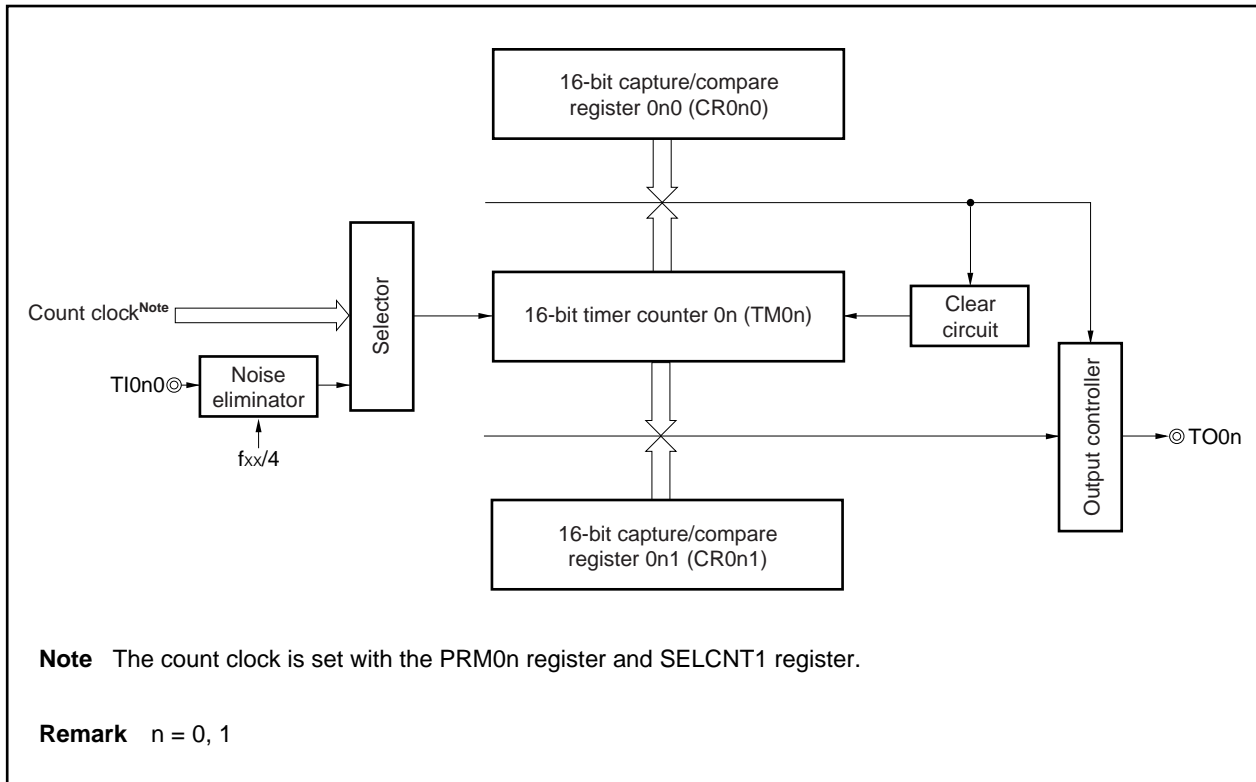 16-bit capture/compare
register 0n0 (CR0n0)
Count clockNote
Selector
16-bit timer counter 0n (TM0n)
Clear
circuit
TI0n0
Noise
eliminator
fxx/4
Output controller
TO0n
16-bit capture/compare
register 0n1 (CR0n1)
Note The count clock is set with the PRM0n register and SELCNT1 register.
Remark n = 0, 1